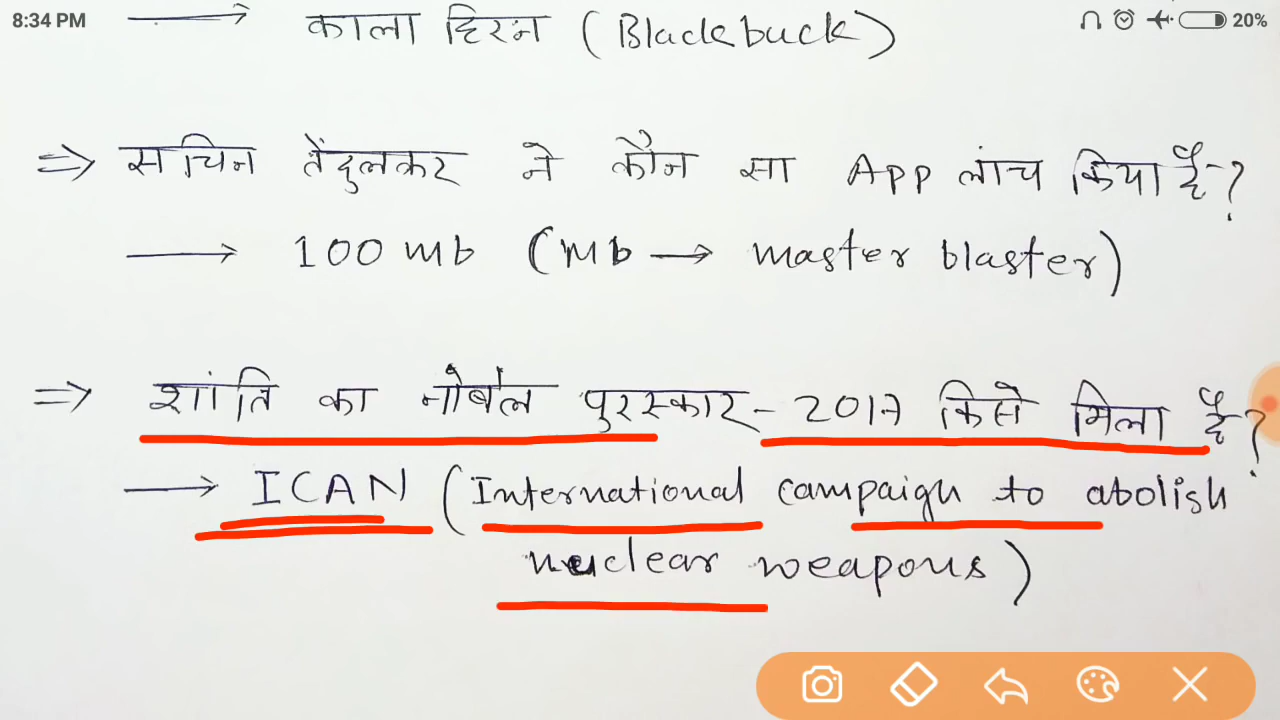 8:34 PM 20%
→ काला हिरन (Blackbuck)
⇒ सचिन तेंदुलकर ने कौन सा App लांच किया है?
→ 100 mb (Mb → master blaster)
⇒ शांति का नोबेल पुरस्कार - 2017 किसे मिला है?
→ ICAN (International campaign to abolish
nuclear weapons)